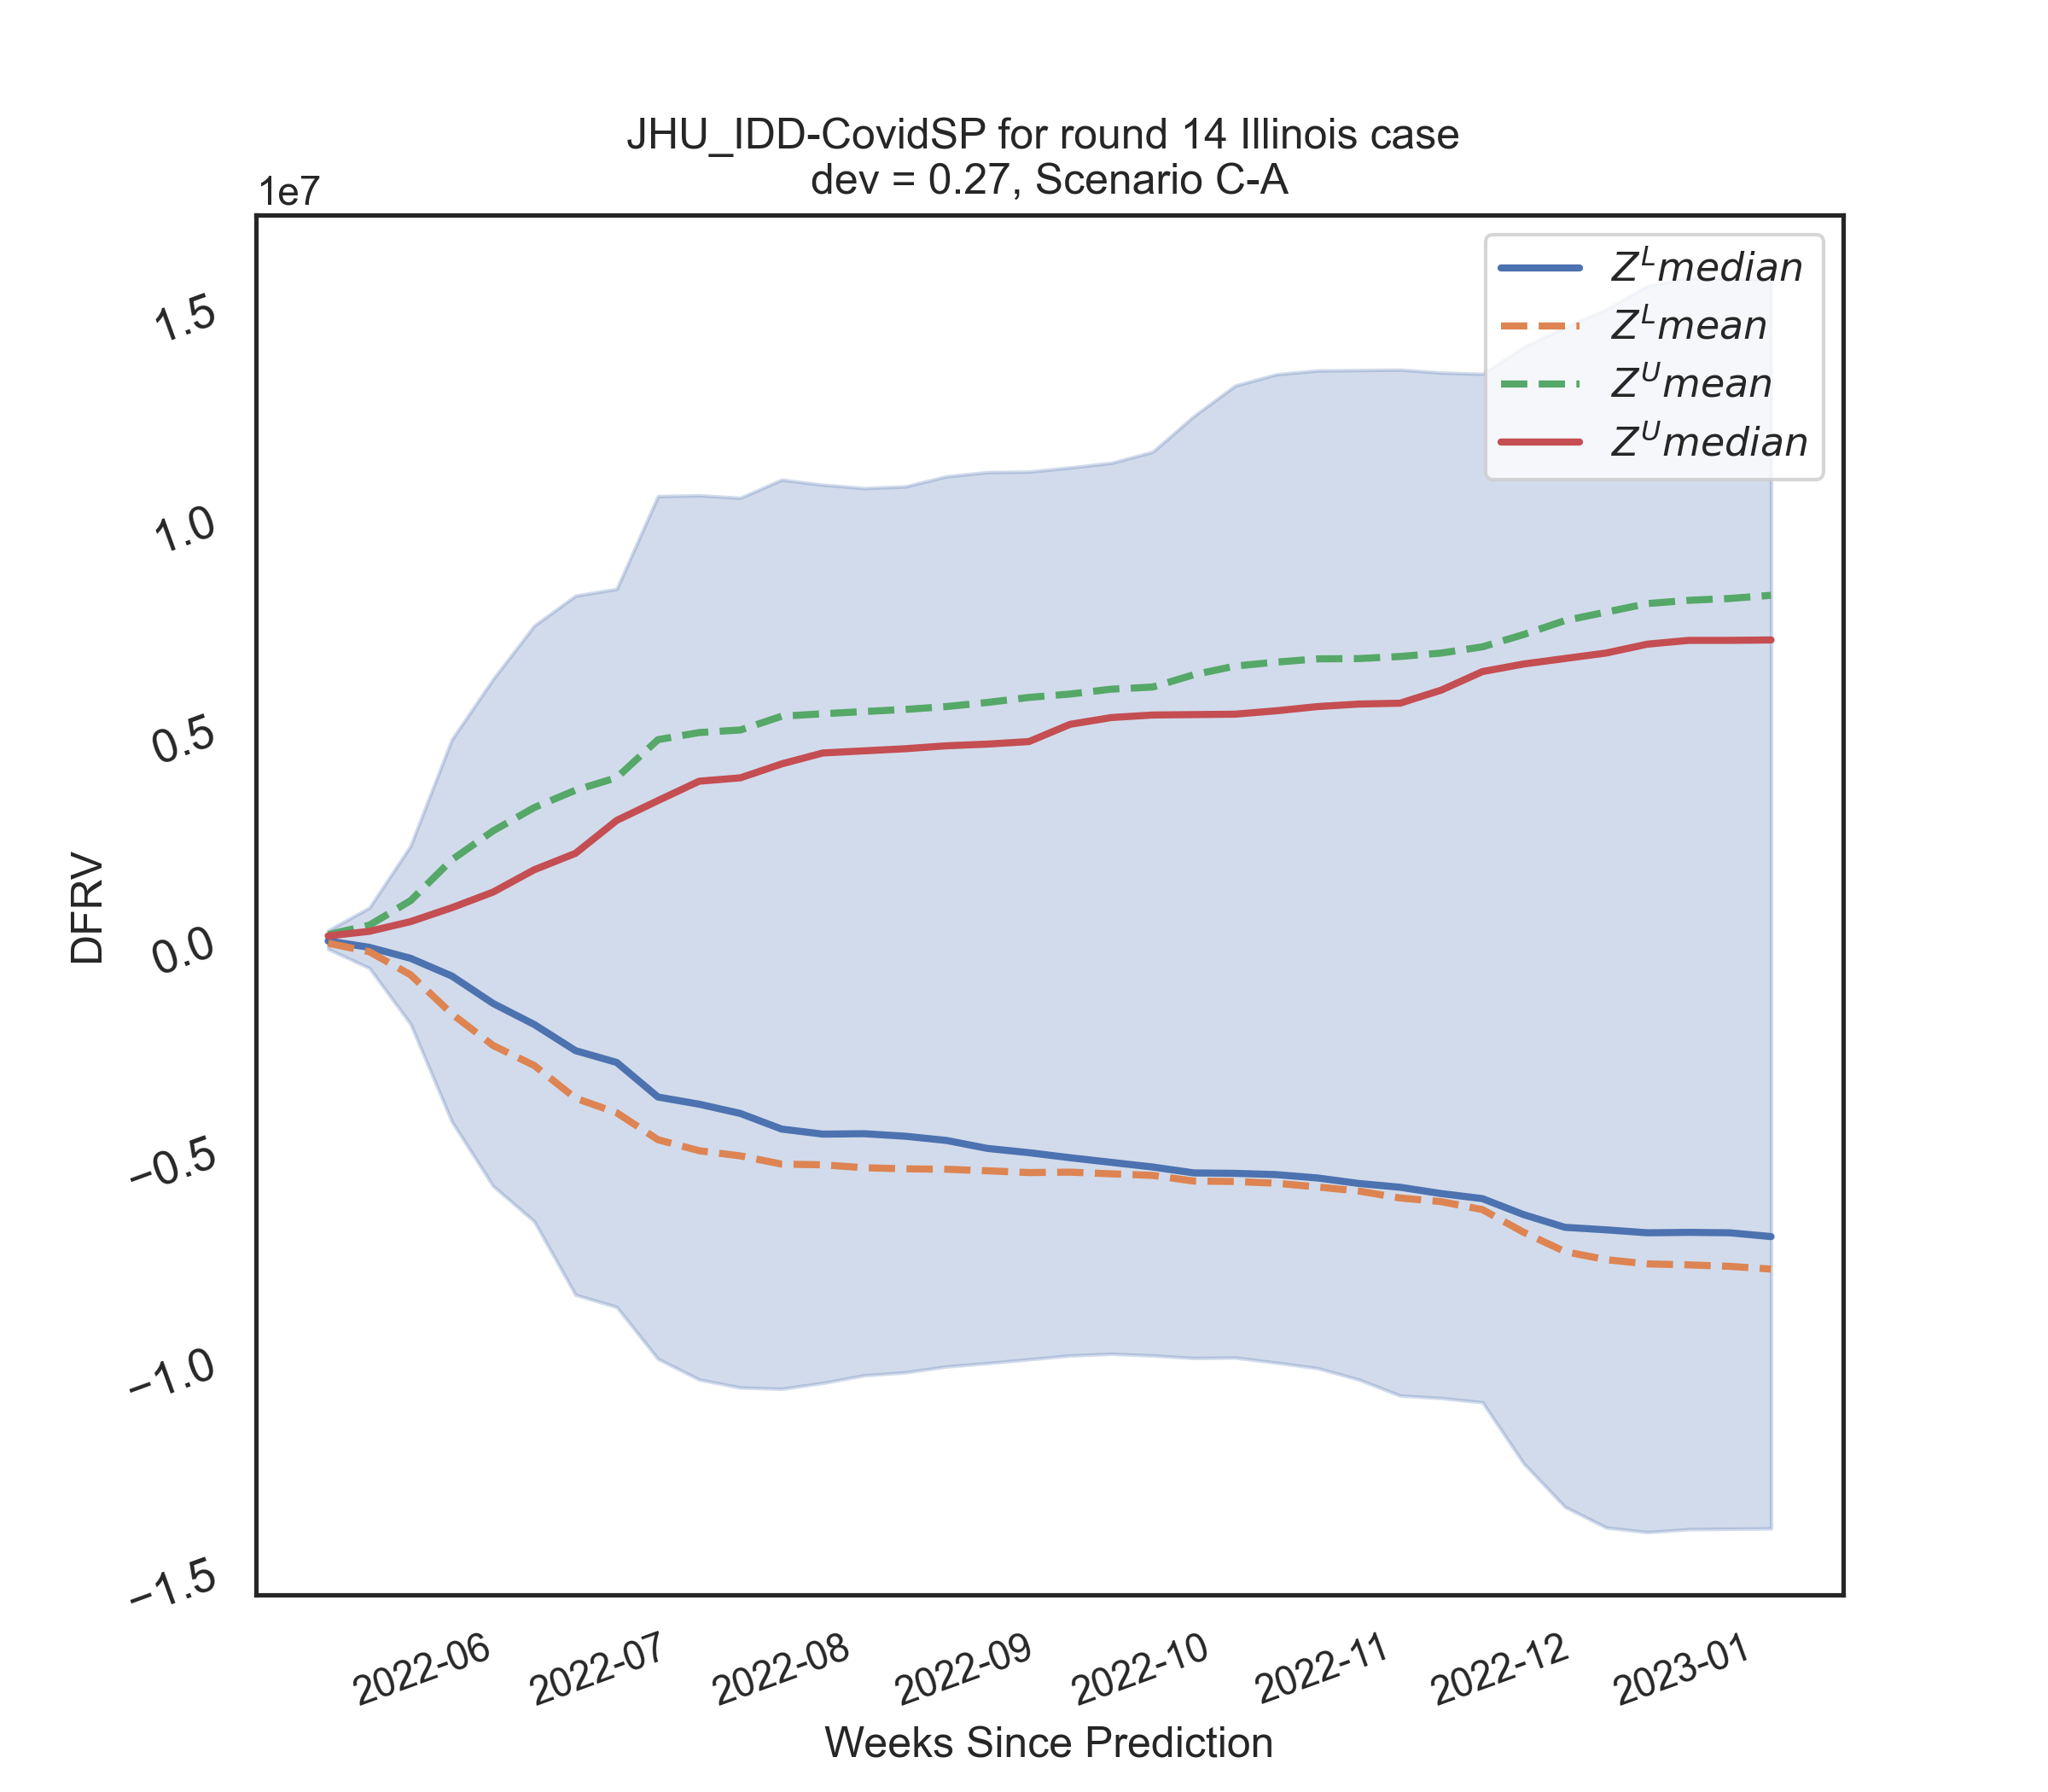 JHU_IDD-CovidSP for round 14 Illinois case
dev = 0.27, Scenario C-A
1e7
Z^L median
Z^L mean
Z^U mean
Z^U median
1.5
1.0
0.5
0.0
−0.5
−1.0
−1.5
DFRV
2022-06
2022-07
2022-08
2022-09
2022-10
2022-11
2022-12
2023-01
Weeks Since Prediction